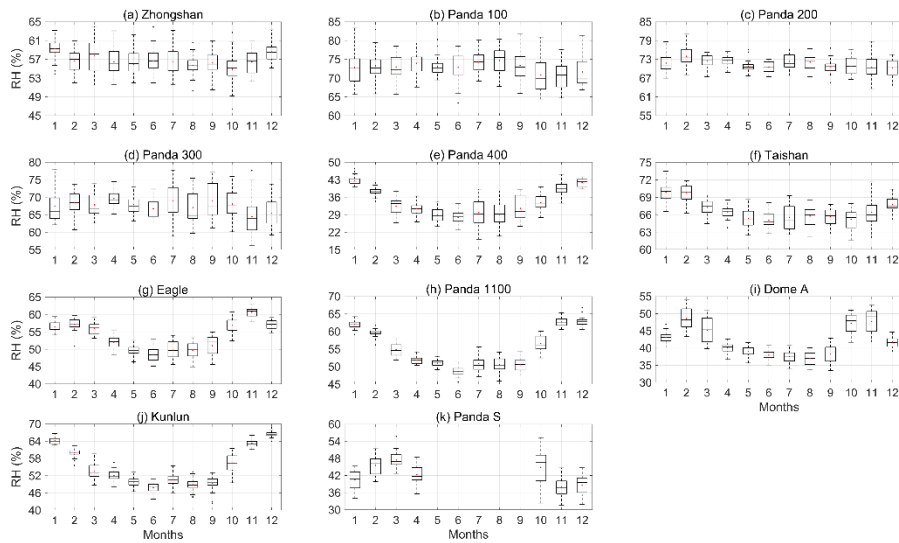 (a) Zhongshan
(b) Panda 100
(c) Panda 200
RH (%)
65
61
57
53
49
45
85
80
75
70
65
60
85
79
73
67
61
55
1 2 3 4 5 6 7 8 9 10 11 12
1 2 3 4 5 6 7 8 9 10 11 12
1 2 3 4 5 6 7 8 9 10 11 12
(d) Panda 300
(e) Panda 400
(f) Taishan
RH (%)
80
75
70
65
60
55
50
43
36
29
22
15
75
72
69
66
63
60
1 2 3 4 5 6 7 8 9 10 11 12
1 2 3 4 5 6 7 8 9 10 11 12
1 2 3 4 5 6 7 8 9 10 11 12
(g) Eagle
(h) Panda 1100
(i) Dome A
RH (%)
65
60
55
50
45
40
70
65
60
55
50
45
55
50
45
40
35
30
1 2 3 4 5 6 7 8 9 10 11 12
1 2 3 4 5 6 7 8 9 10 11 12
1 2 3 4 5 6 7 8 9 10 11 12
Months
(j) Kunlun
(k) Panda S
RH (%)
70
64
58
52
46
40
60
54
48
42
36
30
1 2 3 4 5 6 7 8 9 10 11 12
1 2 3 4 5 6 7 8 9 10 11 12
Months
Months